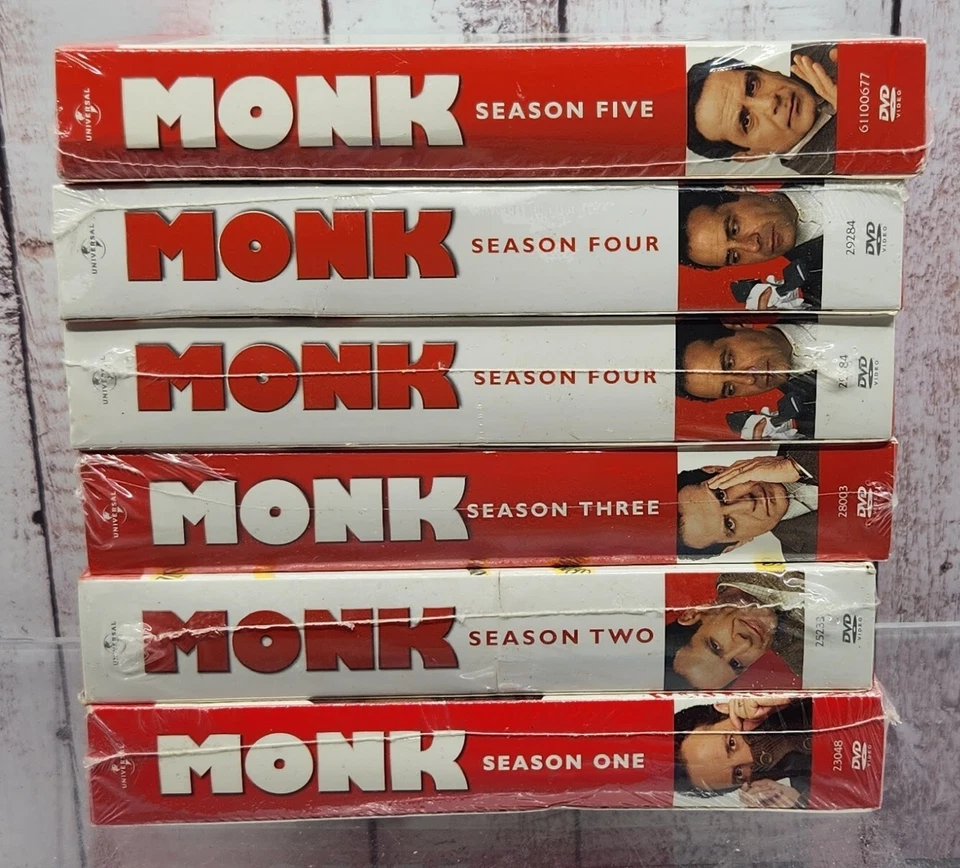 UNIVERSAL MONK SEASON FIVE 61100677 DVD VIDEO
UNIVERSAL MONK SEASON FOUR 29284 DVD VIDEO
UNIVERSAL MONK SEASON FOUR DVD VIDEO
UNIVERSAL MONK SEASON THREE 28003 DVD VIDEO
UNIVERSAL MONK SEASON TWO DVD VIDEO
UNIVERSAL MONK SEASON ONE 23048 DVD VIDEO